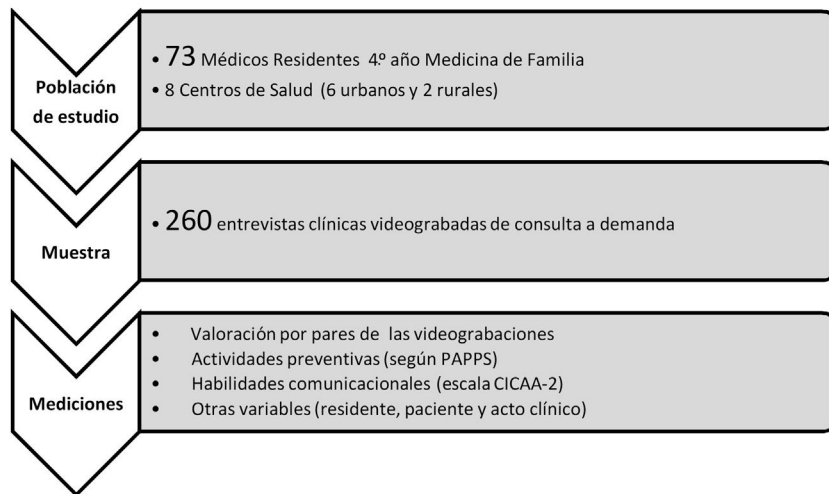 Población
de estudio
• 73 Médicos Residentes 4.º año Medicina de Familia
• 8 Centros de Salud (6 urbanos y 2 rurales)
Muestra
• 260 entrevistas clínicas videograbadas de consulta a demanda
Mediciones
• Valoración por pares de las videograbaciones
• Actividades preventivas (según PAPPS)
• Habilidades comunicacionales (escala CICAA-2)
• Otras variables (residente, paciente y acto clínico)